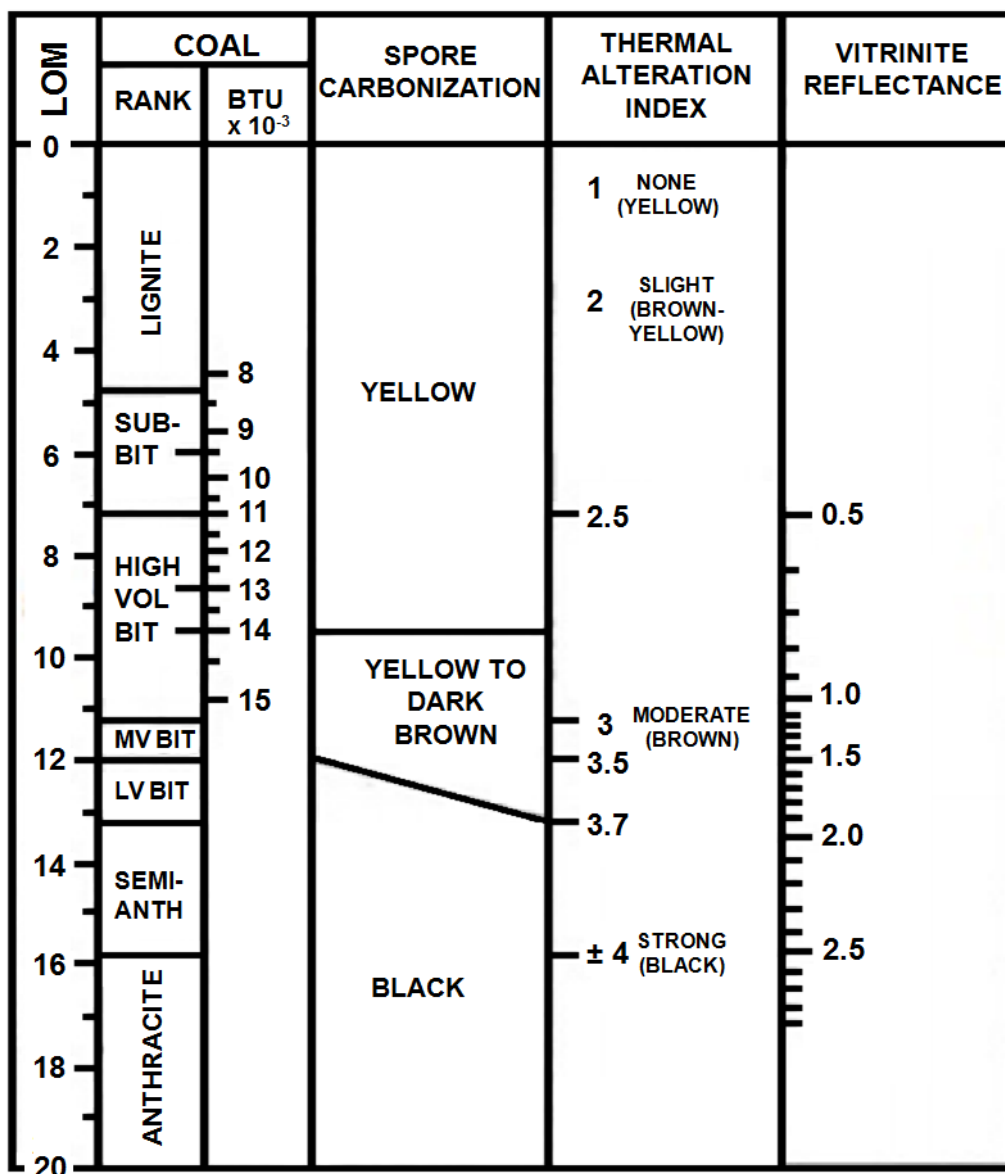 LOM
COAL
RANK
BTU
x 10-3
SPORE
CARBONIZATION
THERMAL
ALTERATION
INDEX
VITRINITE
REFLECTANCE
0
2
4
6
8
10
12
14
16
18
20
LIGNITE
SUB-
BIT
HIGH
VOL
BIT
MV BIT
LV BIT
SEMI-
ANTH
ANTHRACITE
8
9
10
11
12
13
14
15
YELLOW
YELLOW TO
DARK
BROWN
BLACK
1 NONE
(YELLOW)
2 SLIGHT
(BROWN-
YELLOW)
2.5
3 MODERATE
(BROWN)
3.5
3.7
± 4 STRONG
(BLACK)
0.5
1.0
1.5
2.0
2.5